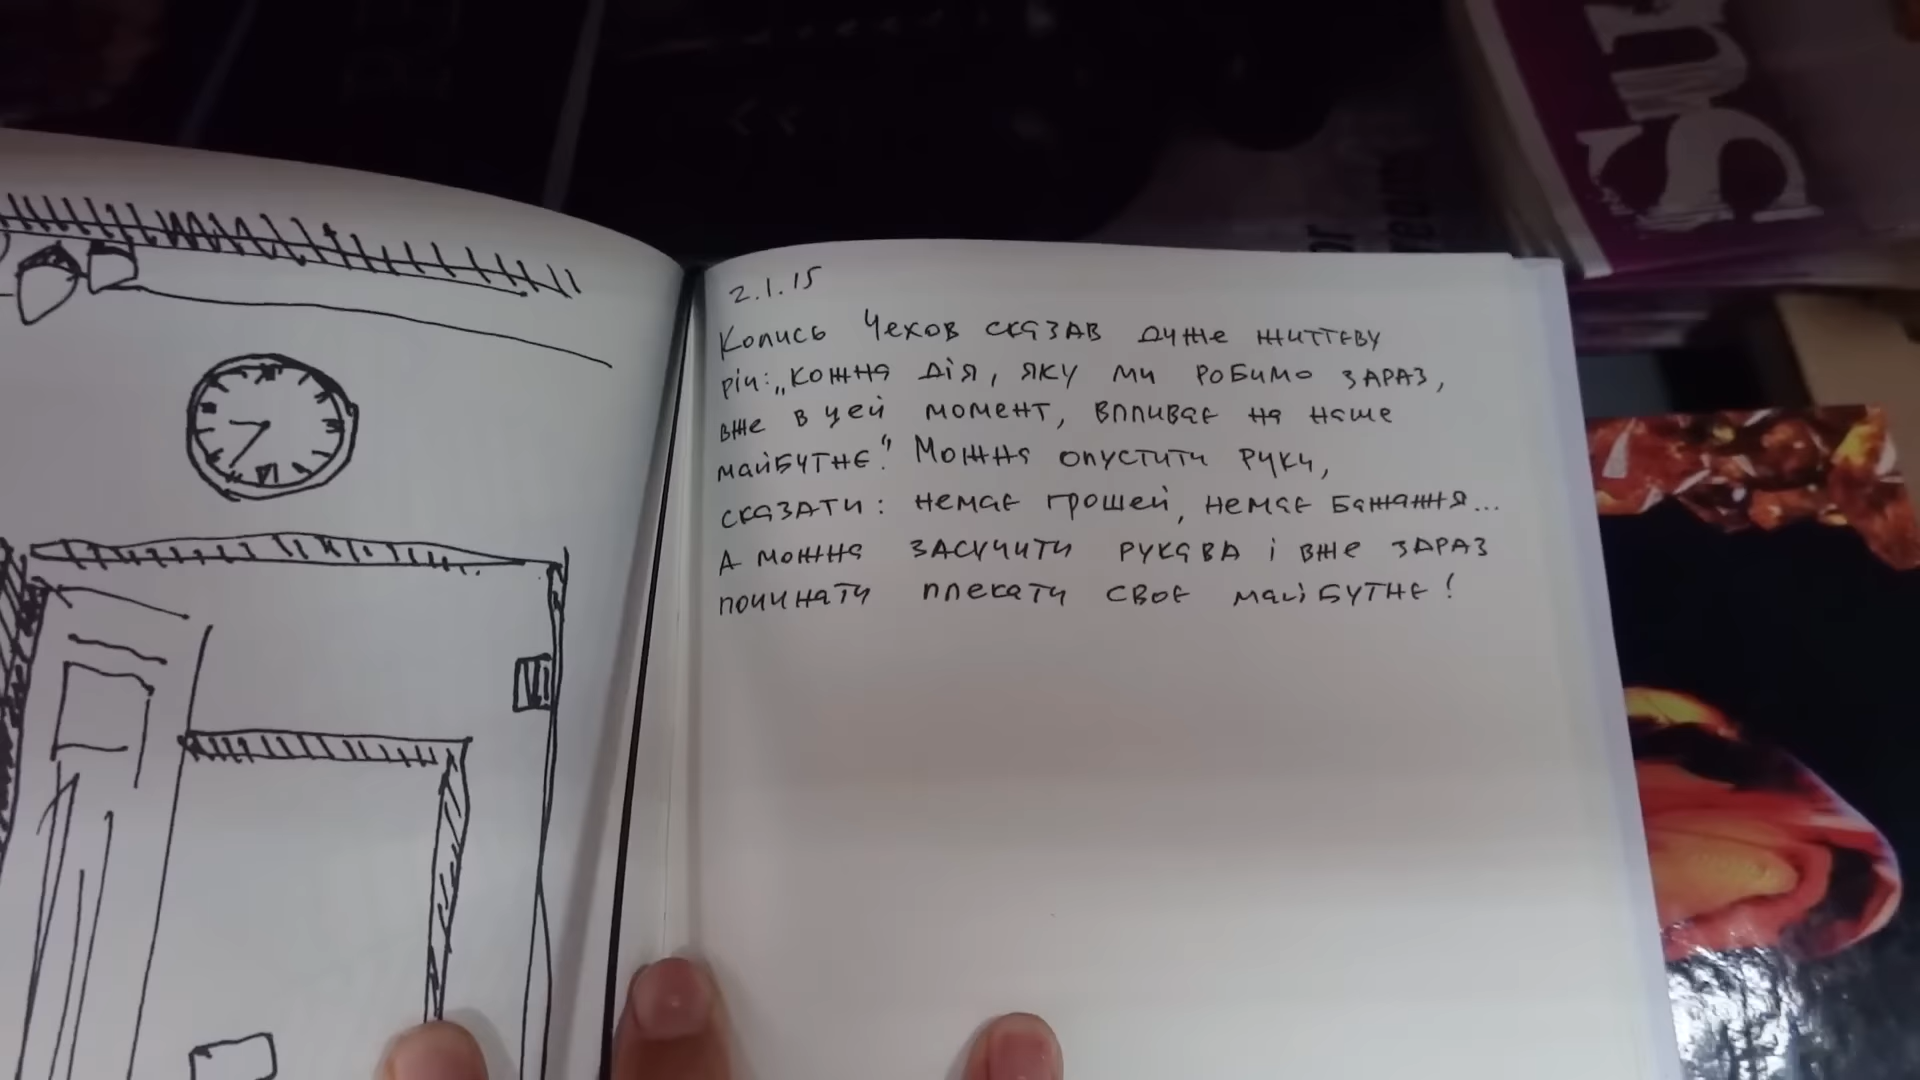 2.1.15
Колись Чехов сказав дуже життєву
річ: „Кожна дія, яку ми робимо зараз,
вже в цей момент, впливає на наше
майбутнє". Можна опустити руки,
сказати: немає грошей, немає бажання...
А можна засучити рукава і вже зараз
починати плекати своє майбутнє!